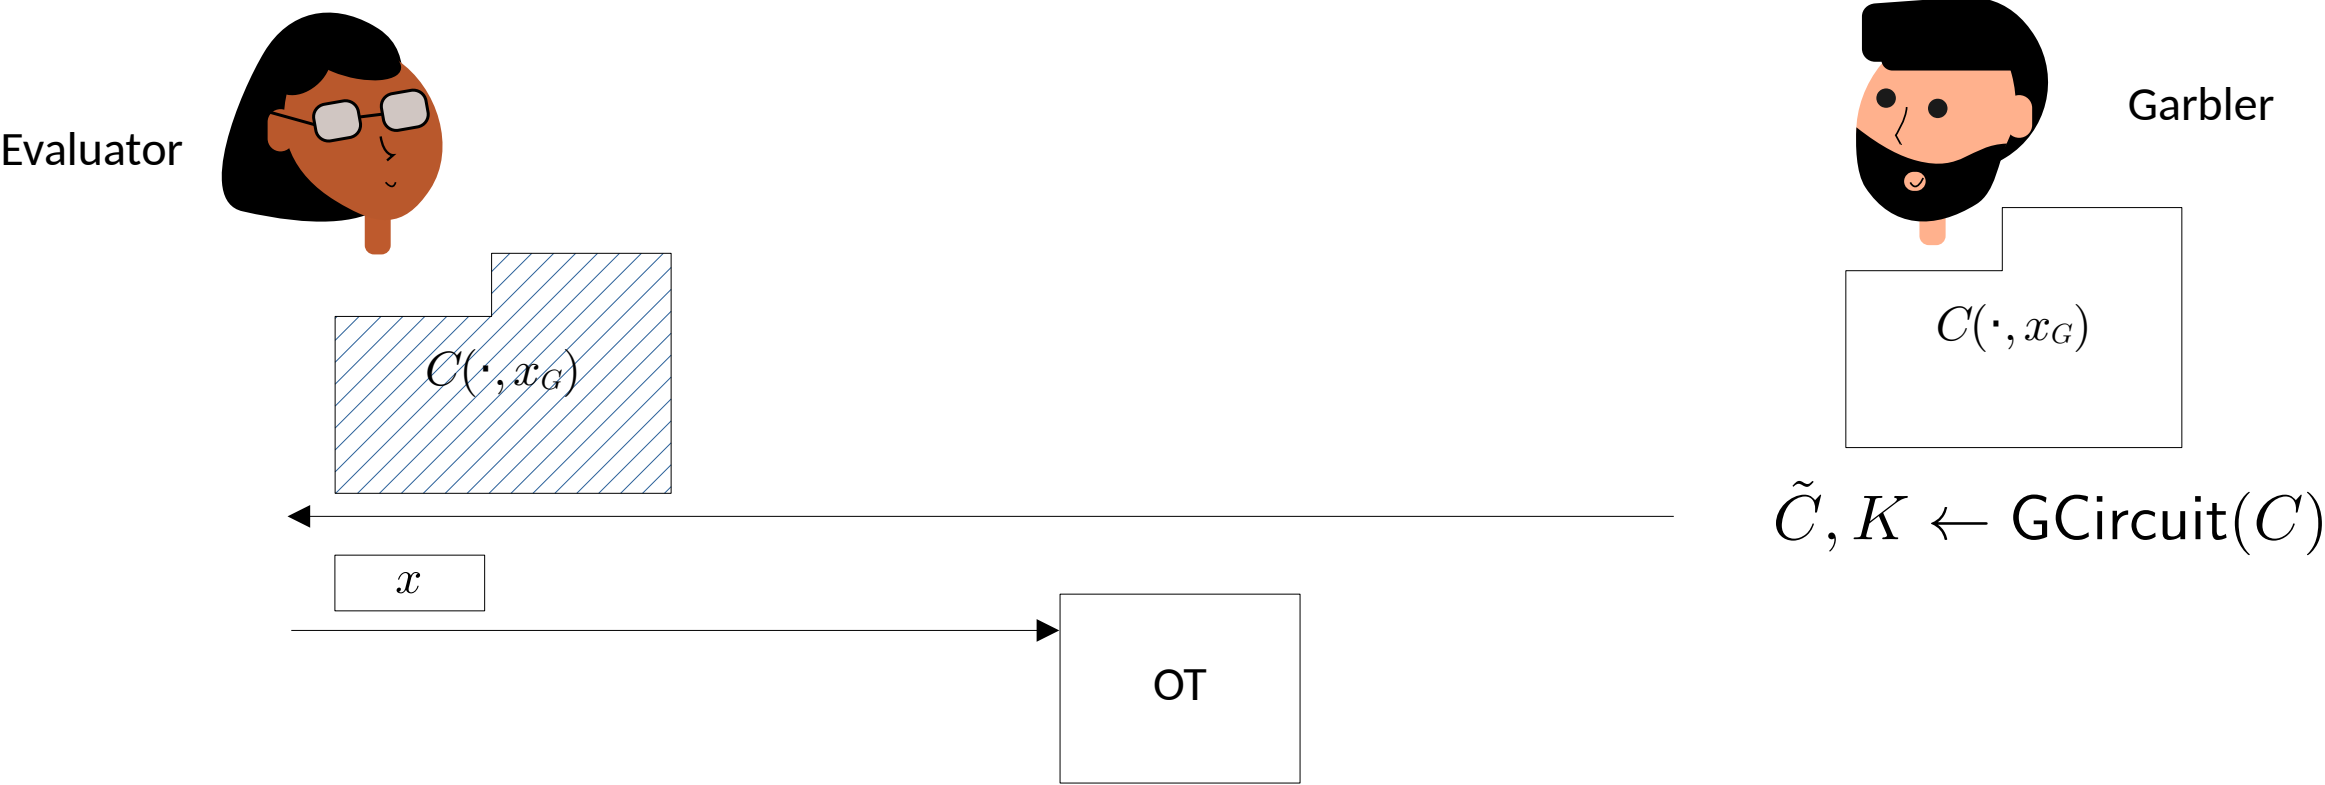 Evaluator
Garbler
C(·, x_G)
C(·, x_G)
C̃, K ← GCircuit(C)
x
OT